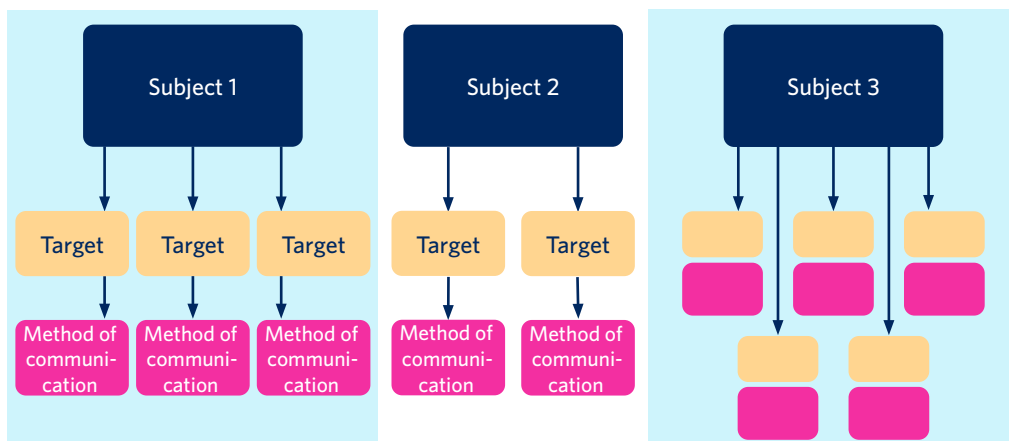 Subject 1
Subject 2
Subject 3
Target
Target
Target
Target
Target
Method of
communi-
cation
Method of
communi-
cation
Method of
communi-
cation
Method of
communi-
cation
Method of
communi-
cation